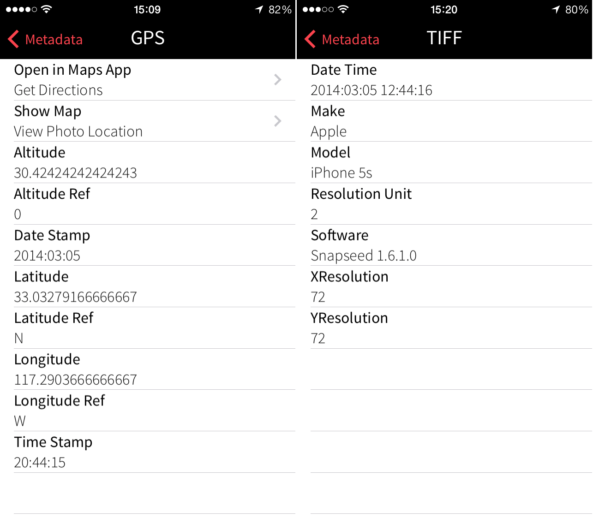 15:09
82%
Metadata
GPS
Open in Maps App
Get Directions
Show Map
View Photo Location
Altitude
30.42424242424243
Altitude Ref
0
Date Stamp
2014:03:05
Latitude
33.03279166666667
Latitude Ref
N
Longitude
117.2903666666667
Longitude Ref
W
Time Stamp
20:44:15
15:20
80%
Metadata
TIFF
Date Time
2014:03:05 12:44:16
Make
Apple
Model
iPhone 5s
Resolution Unit
2
Software
Snapseed 1.6.1.0
XResolution
72
YResolution
72